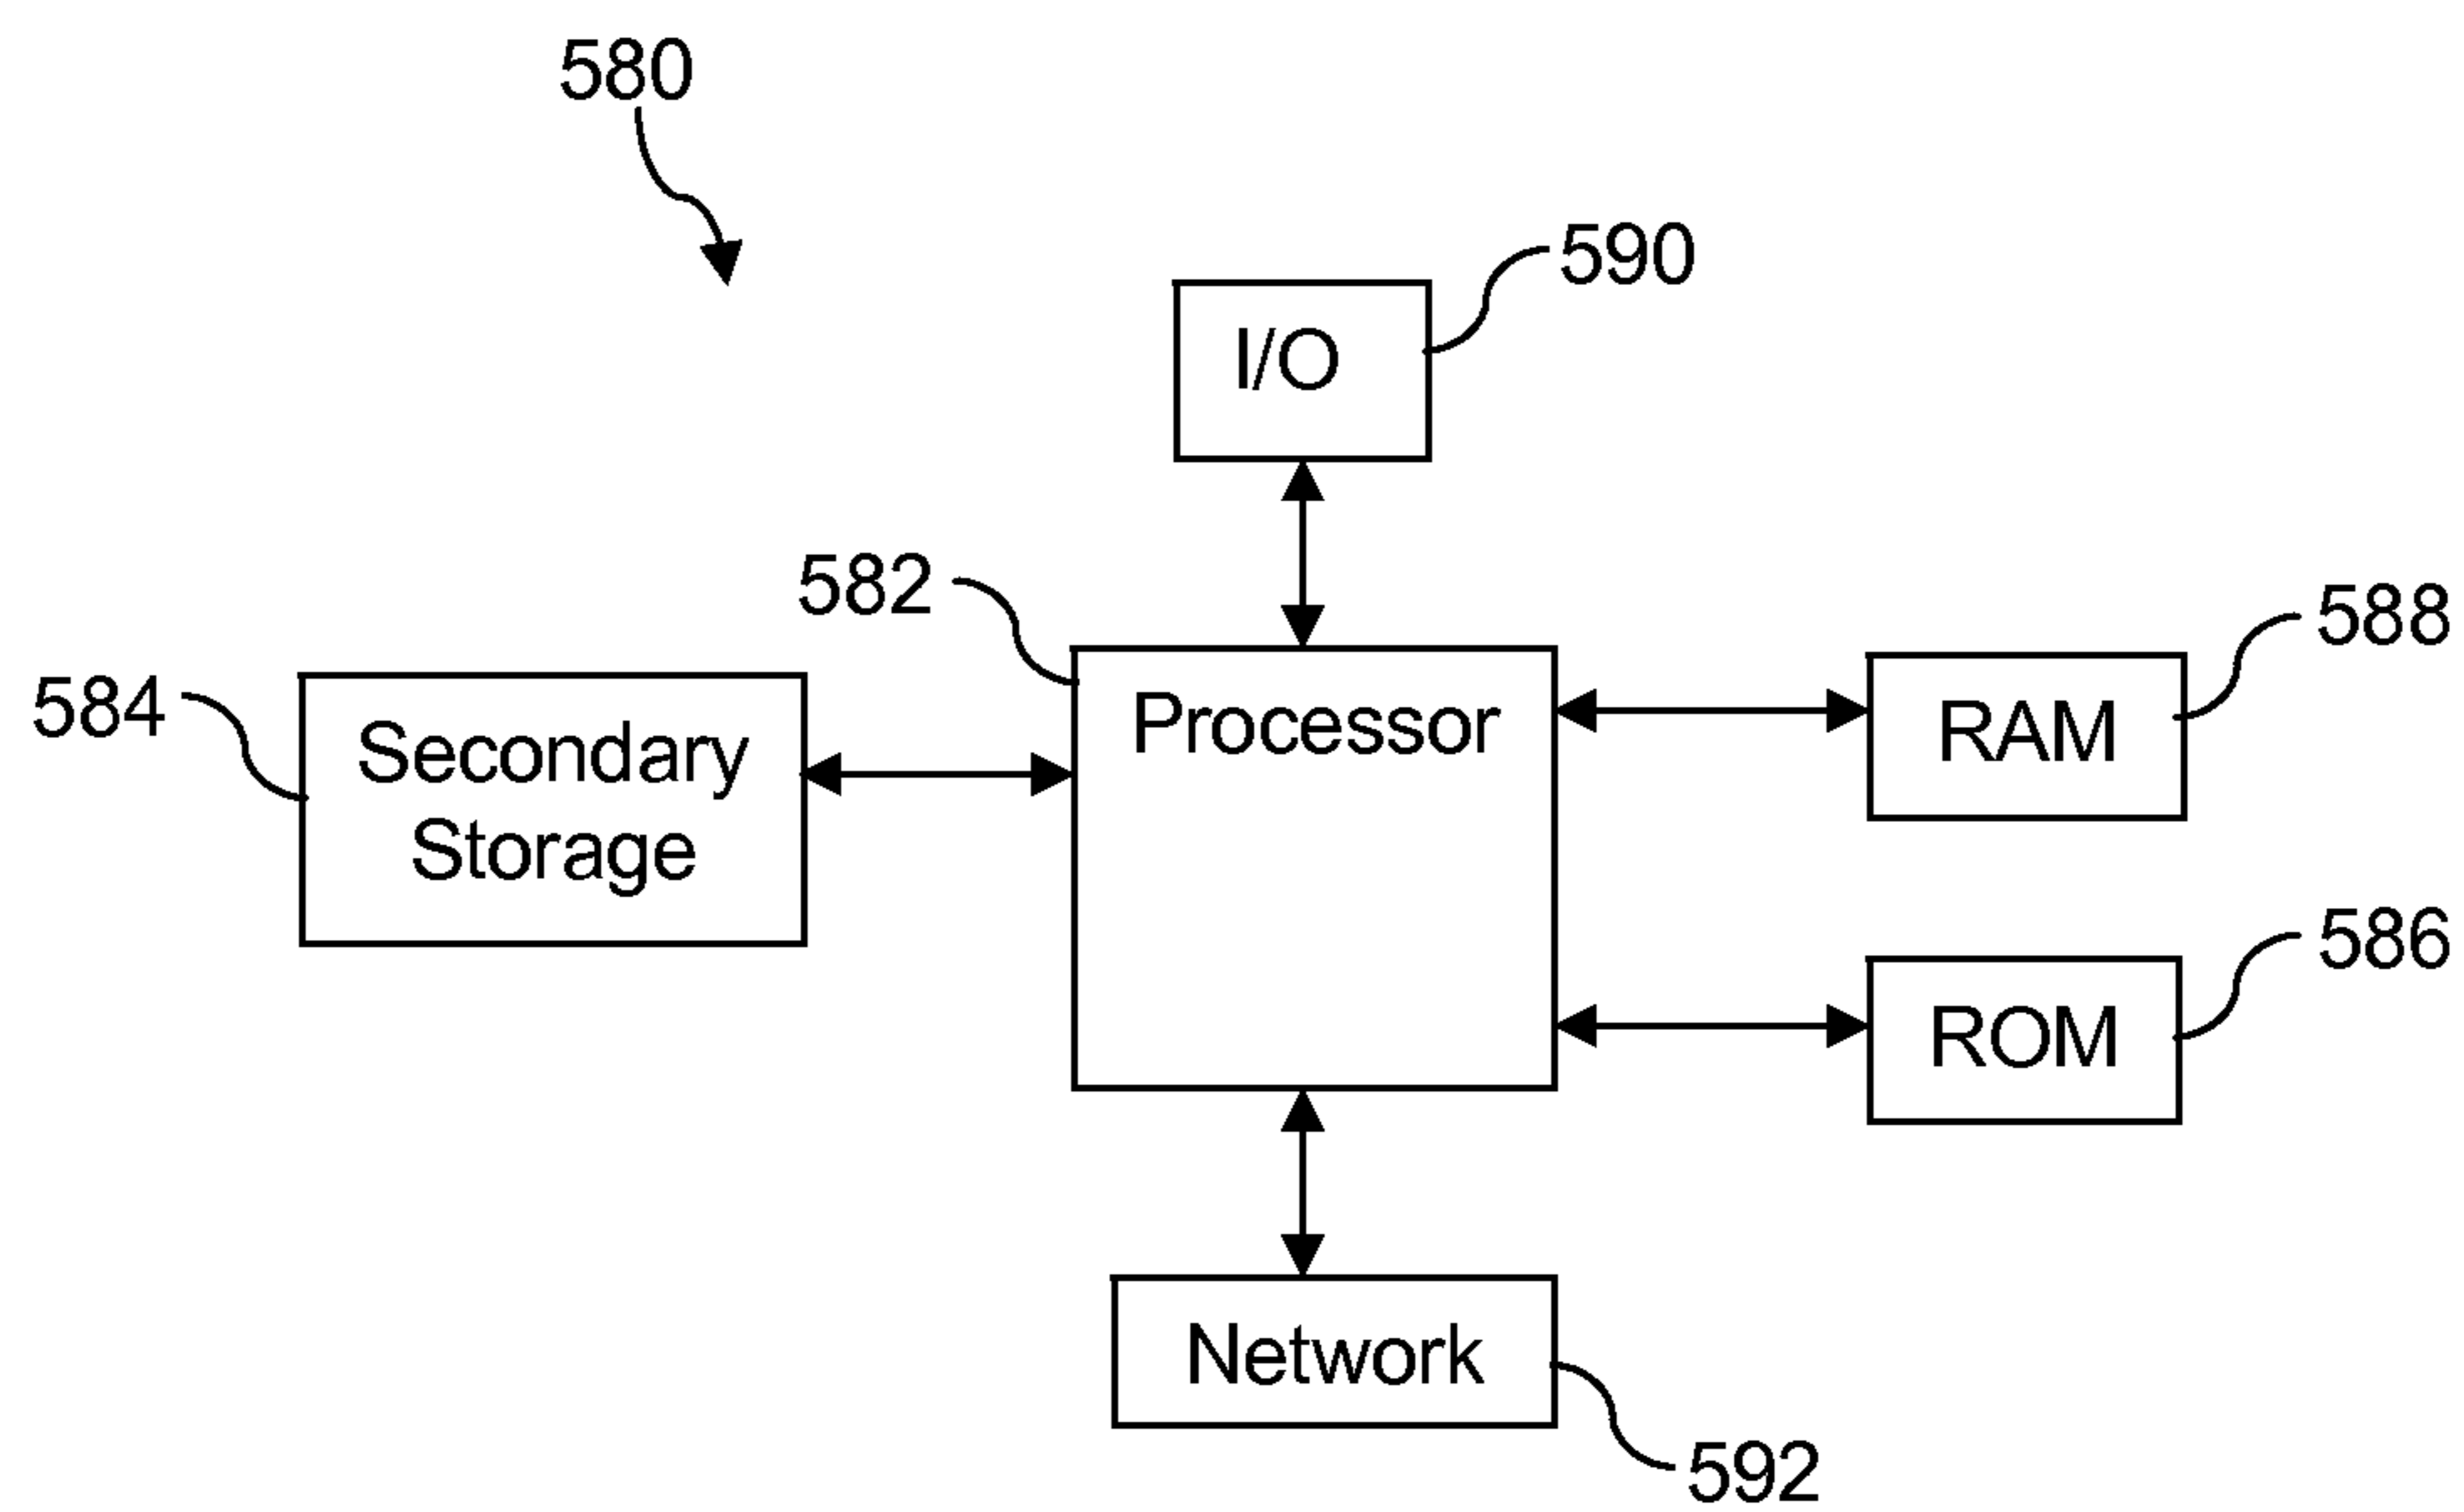 580
590
I/O
582
588
584
Processor
RAM
Secondary
Storage
586
ROM
Network
592